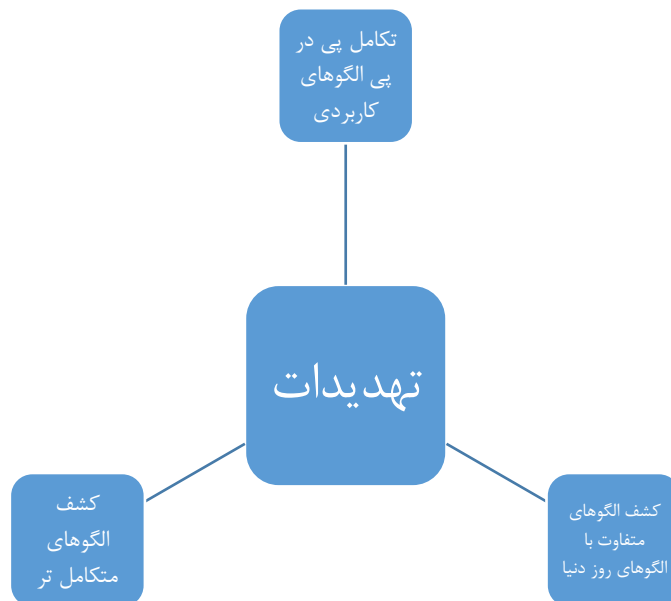 تکامل پی در
پی الگوهای
کاربردی
تهدیدات
کشف الگوهای
متفاوت با
الگوهای روز دنیا
کشف
الگوهای
متکامل تر